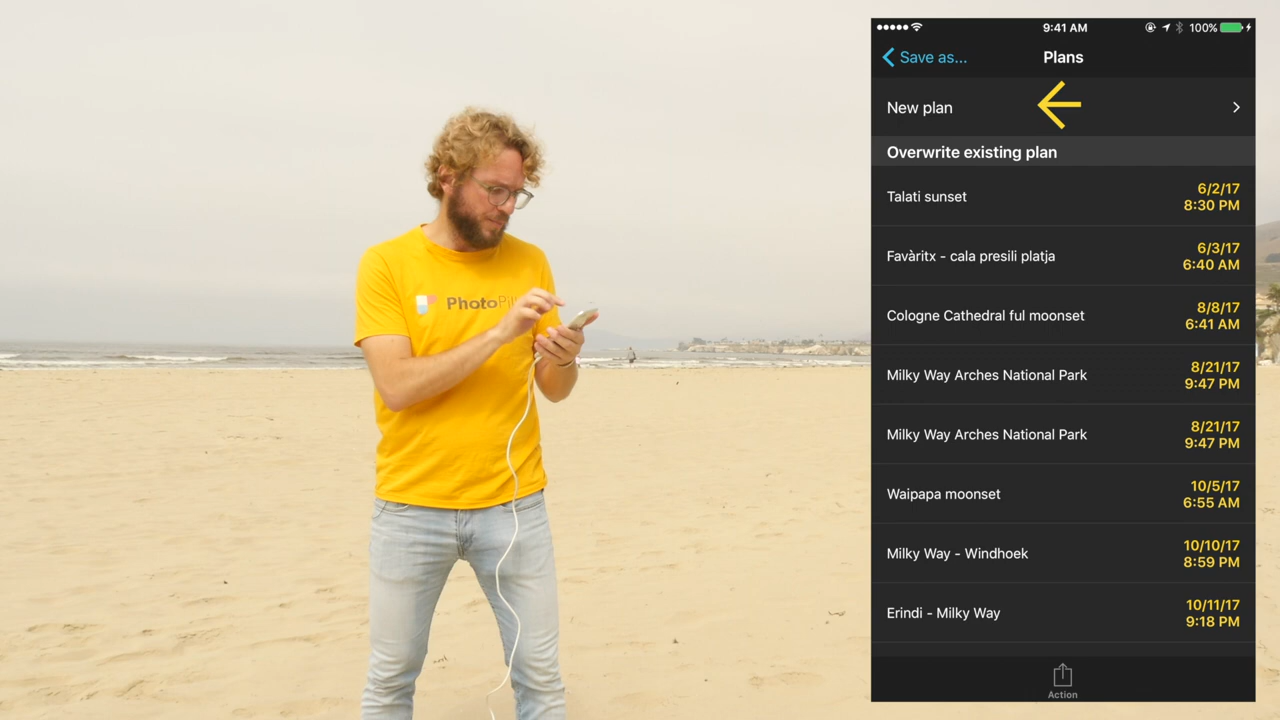 PhotoPill
9:41 AM
100%
Save as...
Plans
New plan
Overwrite existing plan
Talati sunset
6/2/17
8:30 PM
Favàritx - cala presili platja
6/3/17
6:40 AM
Cologne Cathedral ful moonset
8/8/17
6:41 AM
Milky Way Arches National Park
8/21/17
9:47 PM
Milky Way Arches National Park
8/21/17
9:47 PM
Waipapa moonset
10/5/17
6:55 AM
Milky Way - Windhoek
10/10/17
8:59 PM
Erindi - Milky Way
10/11/17
9:18 PM
Action